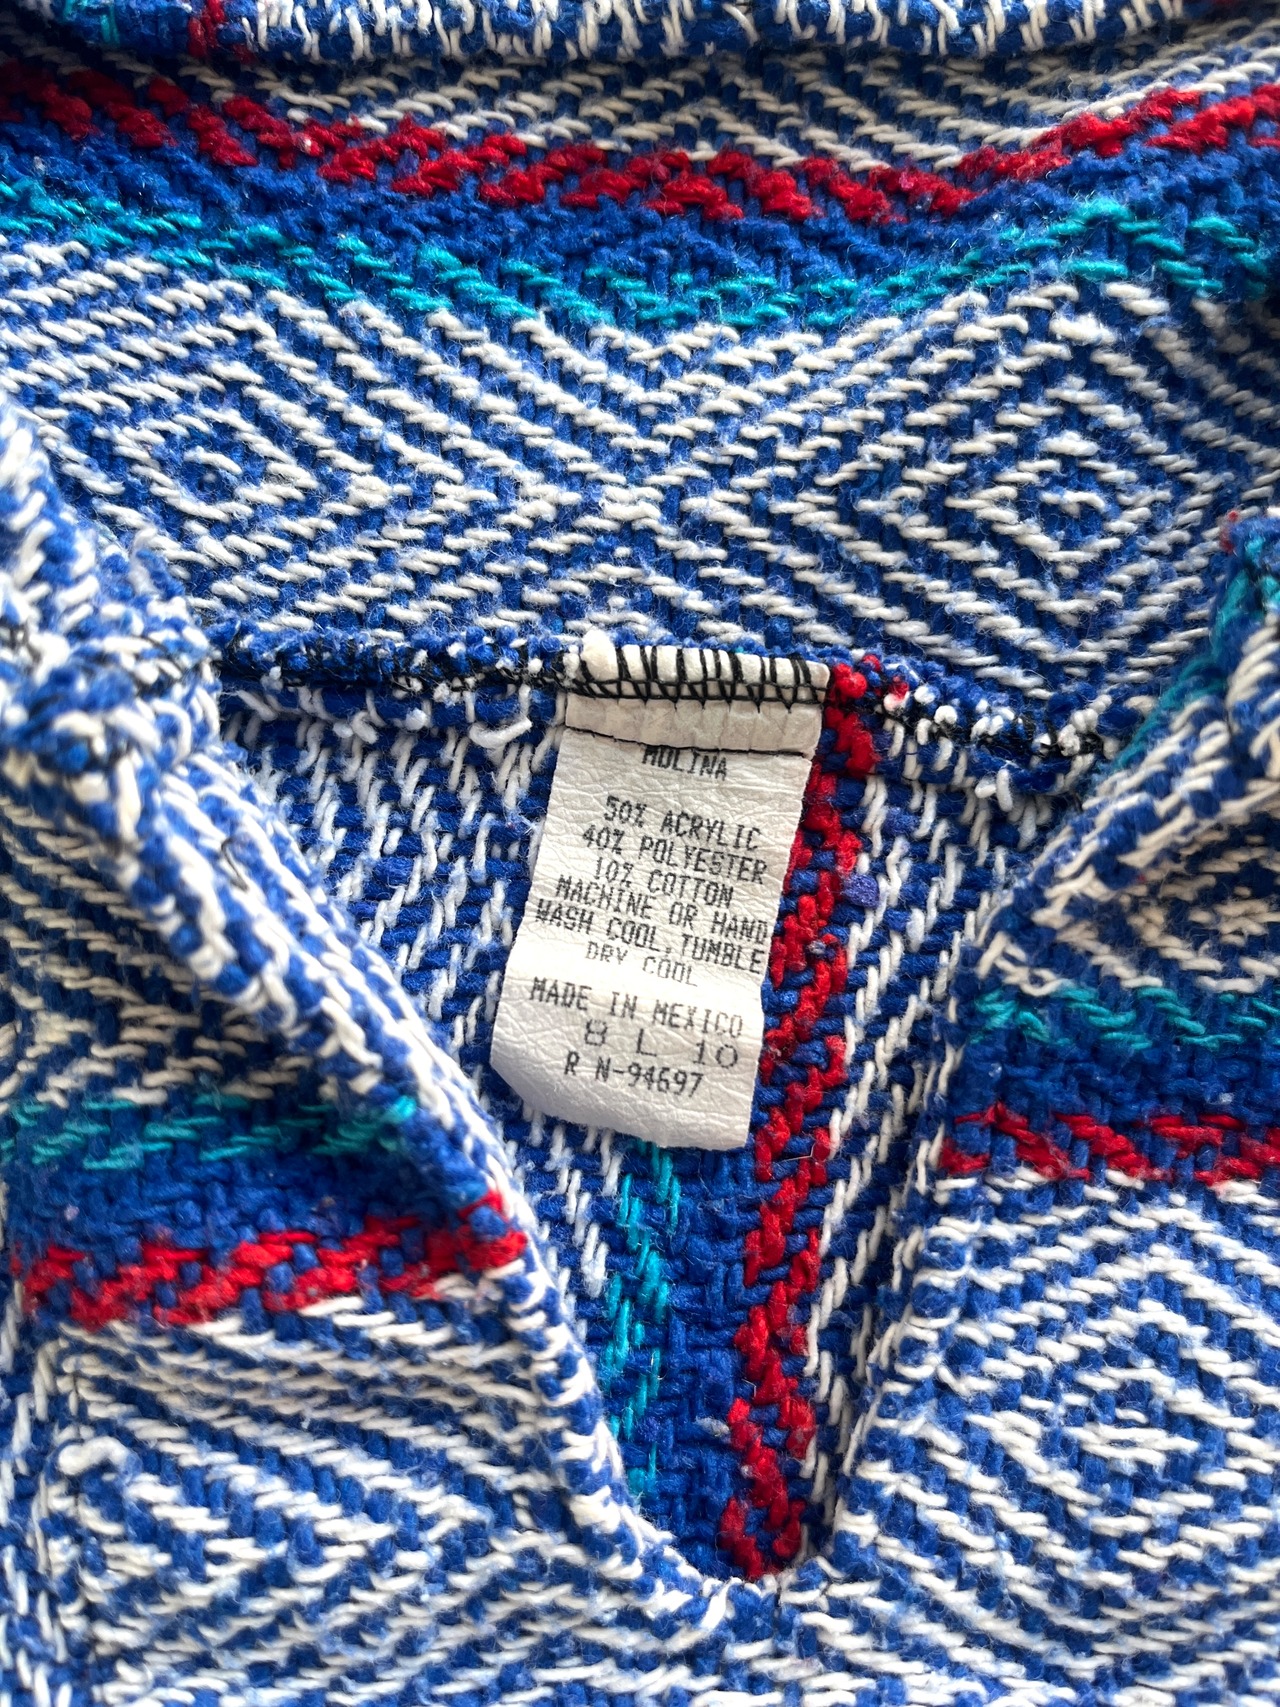 MOLINA
50% ACRYLIC
40% POLYESTER
10% COTTON
MACHINE OR HAND
WASH COOL,TUMBLE
DRY COOL
MADE IN MEXICO
8 L 10
R N-94697